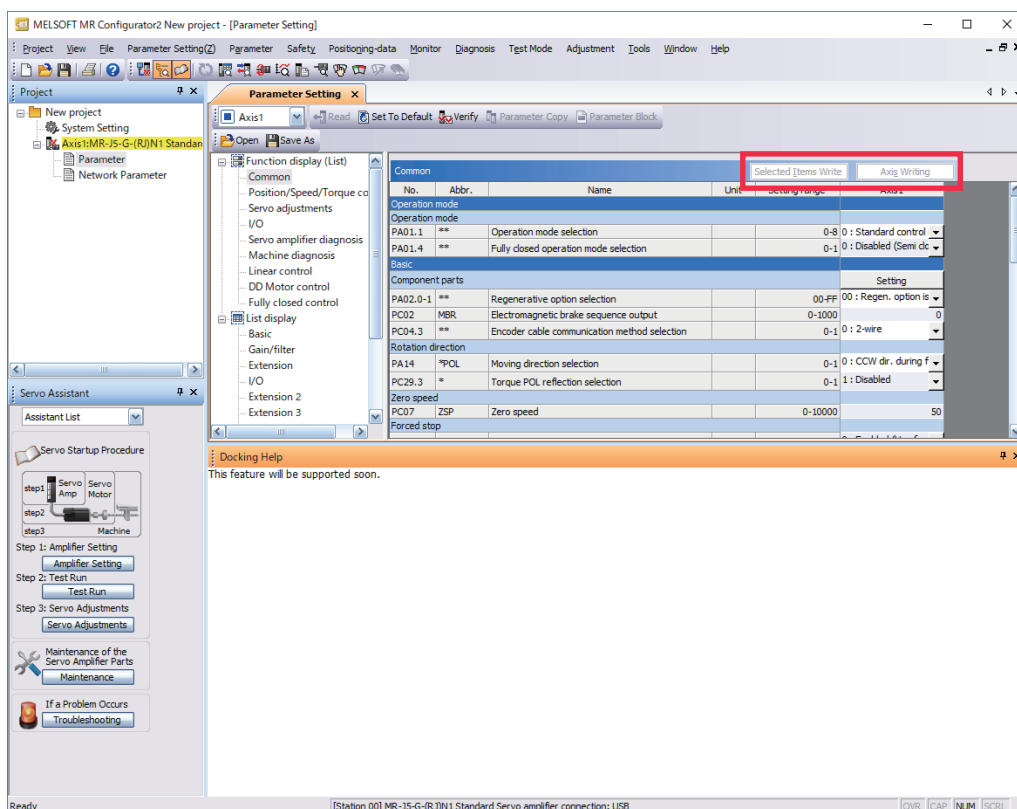 MELSOFT MR Configurator2 New project - [Parameter Setting]
Project View File Parameter Setting(Z) Parameter Safety Positioning-data Monitor Diagnosis Test Mode Adjustment Tools Window Help
Project
New project
System Setting
Axis1:MR-J5-G-(RJ)N1 Standar
Parameter
Network Parameter
Servo Assistant
Assistant List
Servo Startup Procedure
step1 Servo Amp Servo Motor
step2
step3 Machine
Step 1: Amplifier Setting
Amplifier Setting
Step 2: Test Run
Test Run
Step 3: Servo Adjustments
Servo Adjustments
Maintenance of the
Servo Amplifier Parts
Maintenance
If a Problem Occurs
Troubleshooting
Parameter Setting
Axis1 Read Set To Default Verify Parameter Copy Parameter Block
Open Save As
Function display (List)
Common
Position/Speed/Torque co
Servo adjustments
I/O
Servo amplifier diagnosis
Machine diagnosis
Linear control
DD Motor control
Fully closed control
List display
Basic
Gain/filter
Extension
I/O
Extension 2
Extension 3
Common Selected Items Write Axis Writing
No. Abbr. Name Unit Setting range Axis1
Operation mode
Operation mode
PA01.1 ** Operation mode selection 0-8 0 : Standard control
PA01.4 ** Fully closed operation mode selection 0-1 0 : Disabled (Semi clo
Basic
Component parts Setting
PA02.0-1 ** Regenerative option selection 00-FF 00 : Regen. option is
PC02 MBR Electromagnetic brake sequence output 0-1000 0
PC04.3 ** Encoder cable communication method selection 0-1 0 : 2-wire
Rotation direction
PA14 *POL Moving direction selection 0-1 0 : CCW dir. during f
PC29.3 * Torque POL reflection selection 0-1 1 : Disabled
Zero speed
PC07 ZSP Zero speed 0-10000 50
Forced stop
Docking Help
This feature will be supported soon.
Ready [Station 00] MR-J5-G-(RJ)N1 Standard Servo amplifier connection: USB OVR CAP NUM SCRL